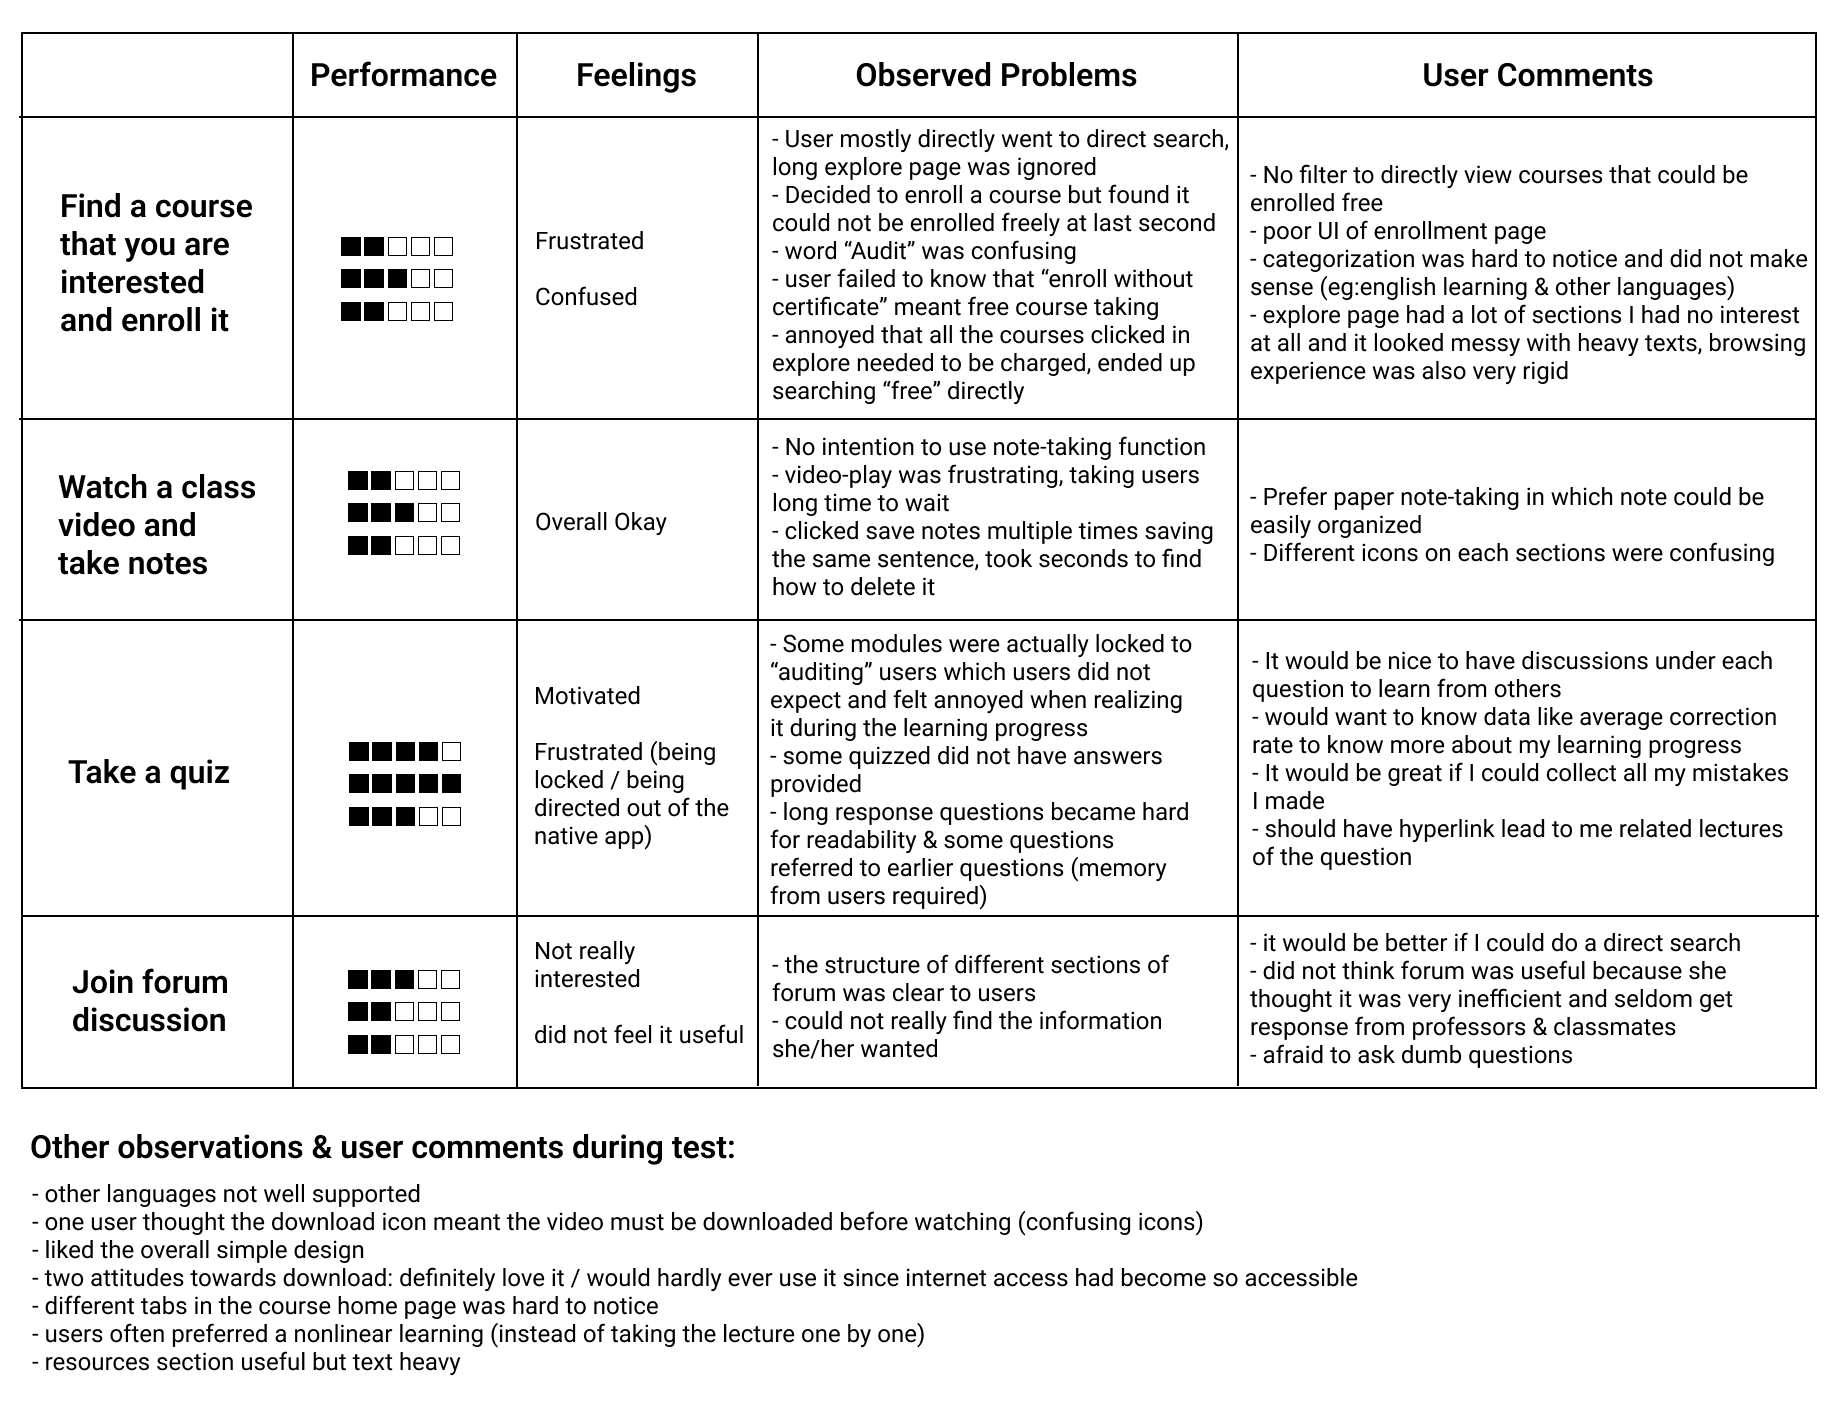 Performance
Feelings
Observed Problems
User Comments
Find a course
that you are
interested
and enroll it
Frustrated
Confused
- User mostly directly went to direct search,
long explore page was ignored
- Decided to enroll a course but found it
could not be enrolled freely at last second
- word “Audit” was confusing
- user failed to know that “enroll without
certificate” meant free course taking
- annoyed that all the courses clicked in
explore needed to be charged, ended up
searching “free” directly
- No filter to directly view courses that could be
enrolled free
- poor UI of enrollment page
- categorization was hard to notice and did not make
sense (eg:english learning & other languages)
- explore page had a lot of sections I had no interest
at all and it looked messy with heavy texts, browsing
experience was also very rigid
Watch a class
video and
take notes
Overall Okay
- No intention to use note-taking function
- video-play was frustrating, taking users
long time to wait
- clicked save notes multiple times saving
the same sentence, took seconds to find
how to delete it
- Prefer paper note-taking in which note could be
easily organized
- Different icons on each sections were confusing
Take a quiz
Motivated
Frustrated (being
locked / being
directed out of the
native app)
- Some modules were actually locked to
“auditing” users which users did not
expect and felt annoyed when realizing
it during the learning progress
- some quizzed did not have answers
provided
- long response questions became hard
for readability & some questions
referred to earlier questions (memory
from users required)
- It would be nice to have discussions under each
question to learn from others
- would want to know data like average correction
rate to know more about my learning progress
- It would be great if I could collect all my mistakes
I made
- should have hyperlink lead to me related lectures
of the question
Join forum
discussion
Not really
interested
did not feel it useful
- the structure of different sections of
forum was clear to users
- could not really find the information
she/her wanted
- it would be better if I could do a direct search
- did not think forum was useful because she
thought it was very inefficient and seldom get
response from professors & classmates
- afraid to ask dumb questions
Other observations & user comments during test:
- other languages not well supported
- one user thought the download icon meant the video must be downloaded before watching (confusing icons)
- liked the overall simple design
- two attitudes towards download: definitely love it / would hardly ever use it since internet access had become so accessible
- different tabs in the course home page was hard to notice
- users often preferred a nonlinear learning (instead of taking the lecture one by one)
- resources section useful but text heavy